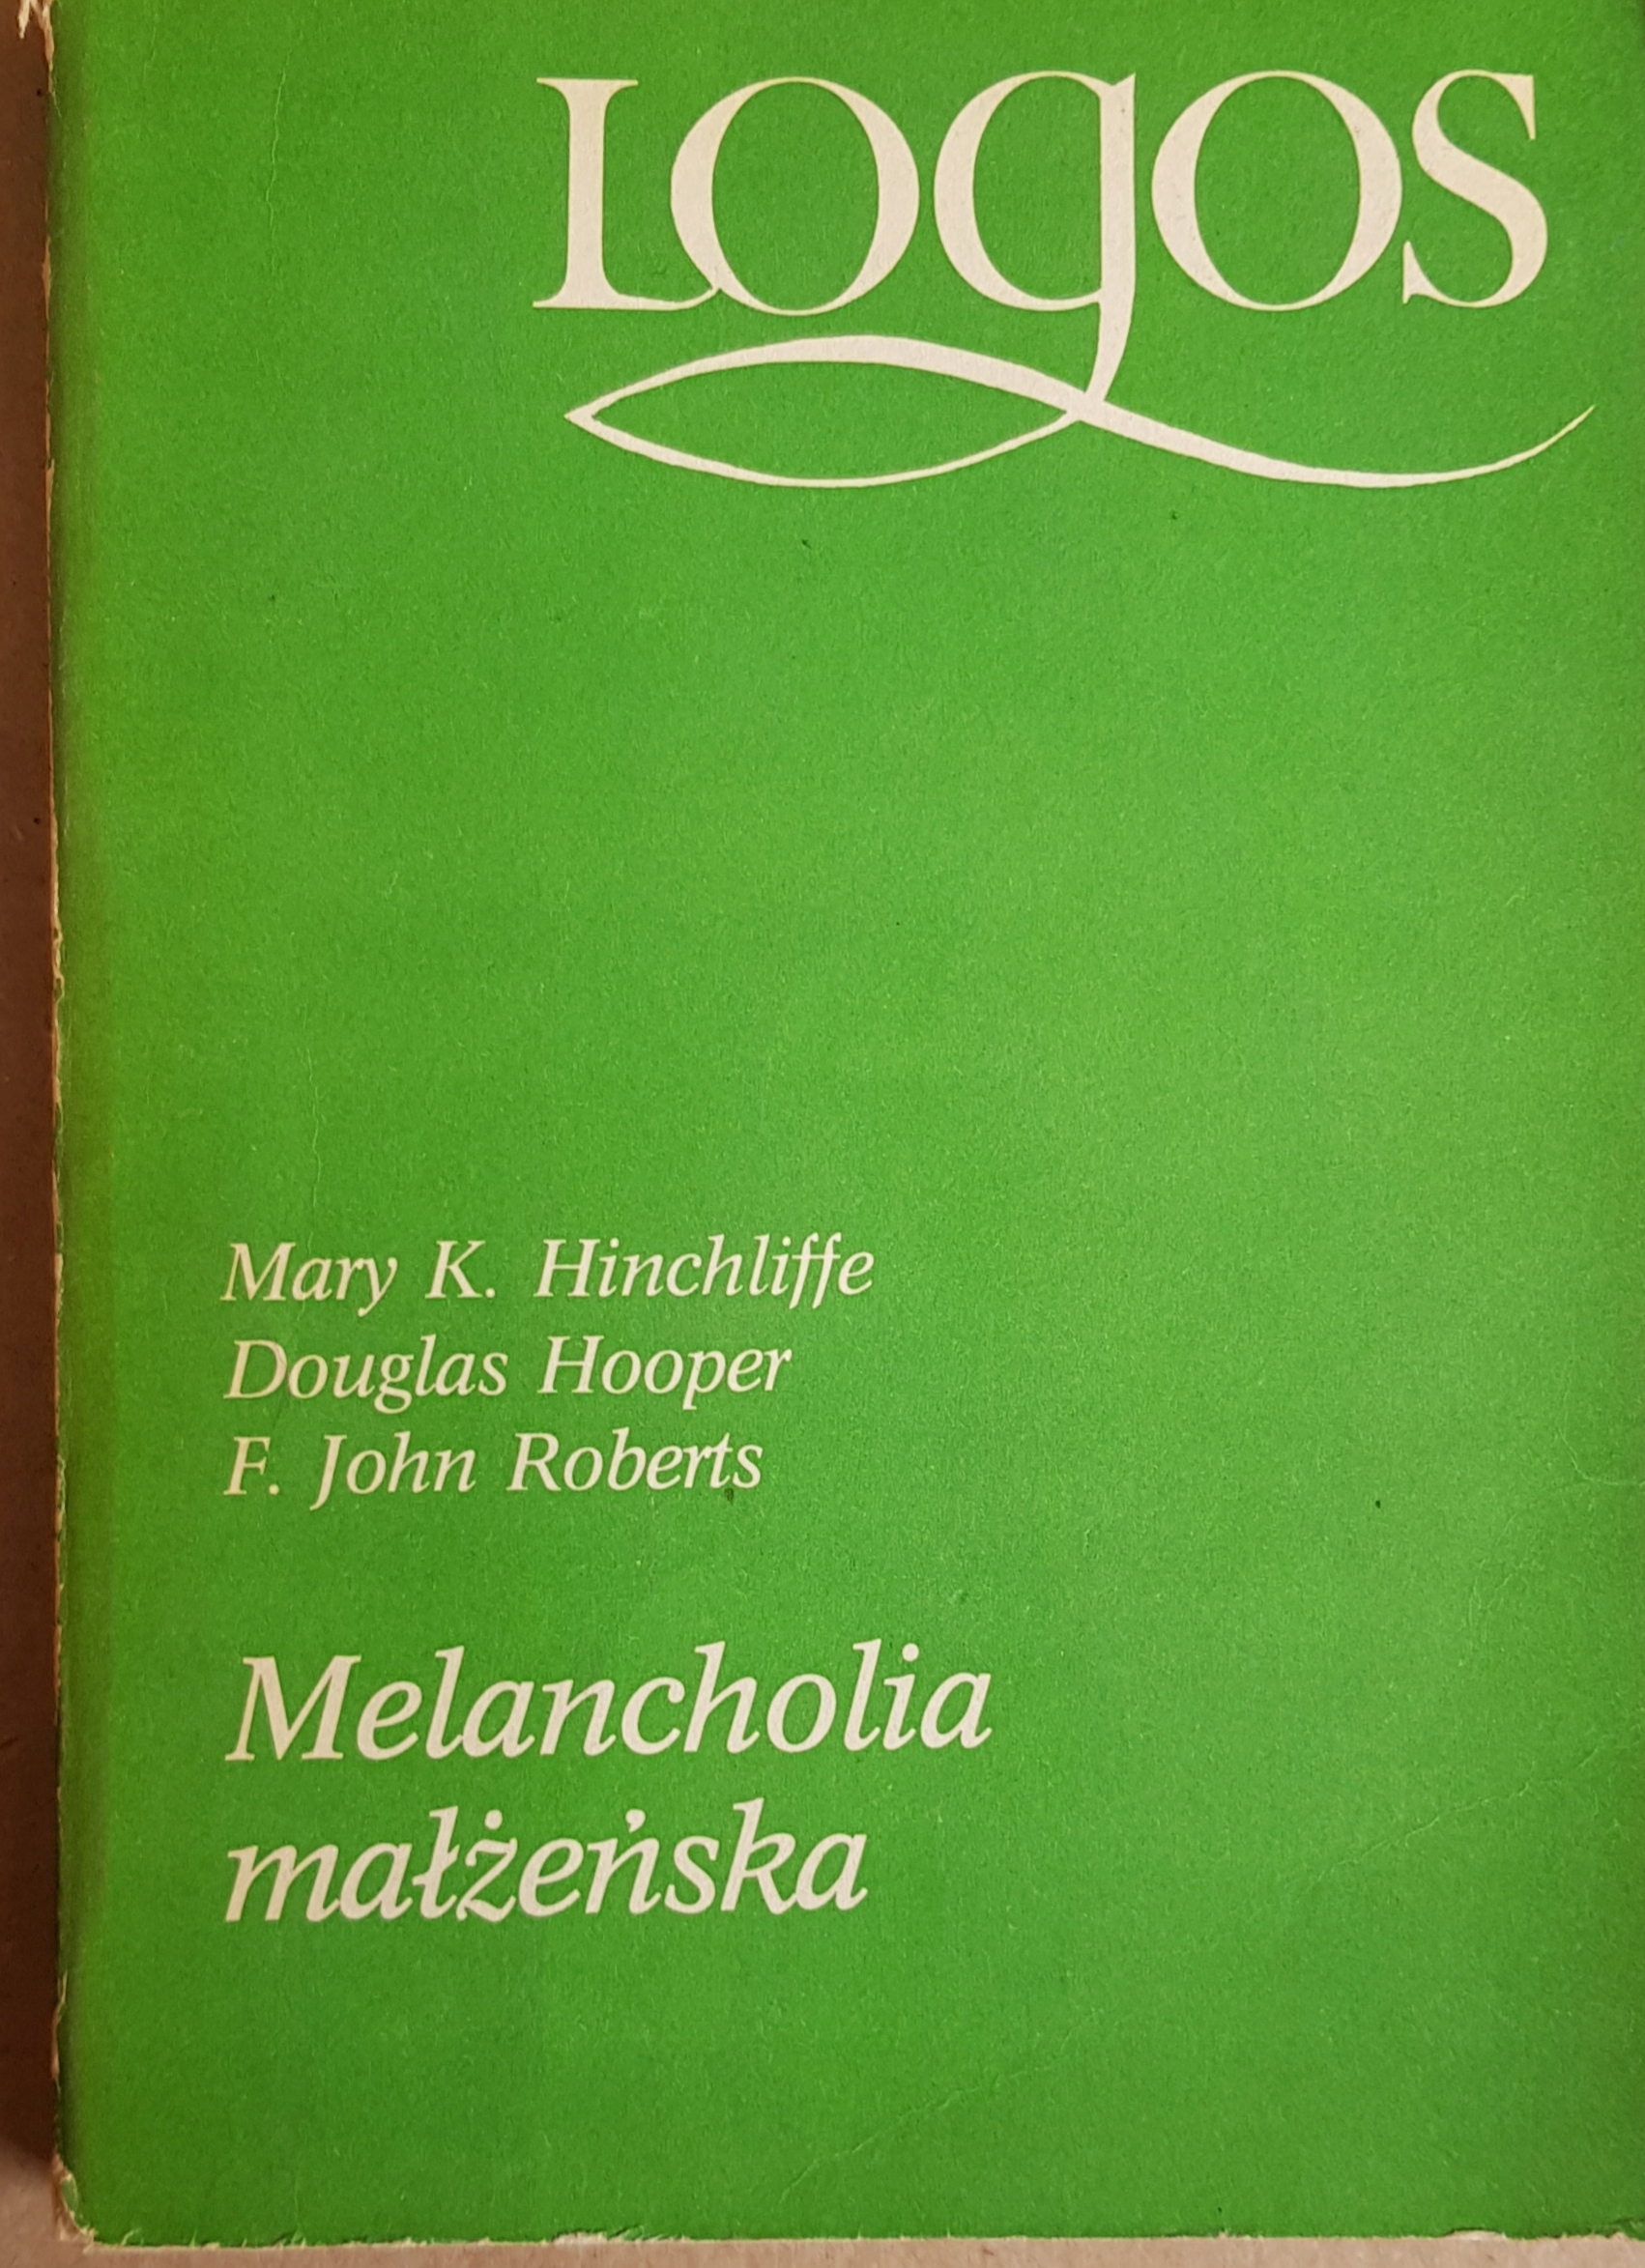 LOGOS
Mary K. Hinchliffe
Douglas Hooper
F. John Roberts
Melancholia
małżeńska